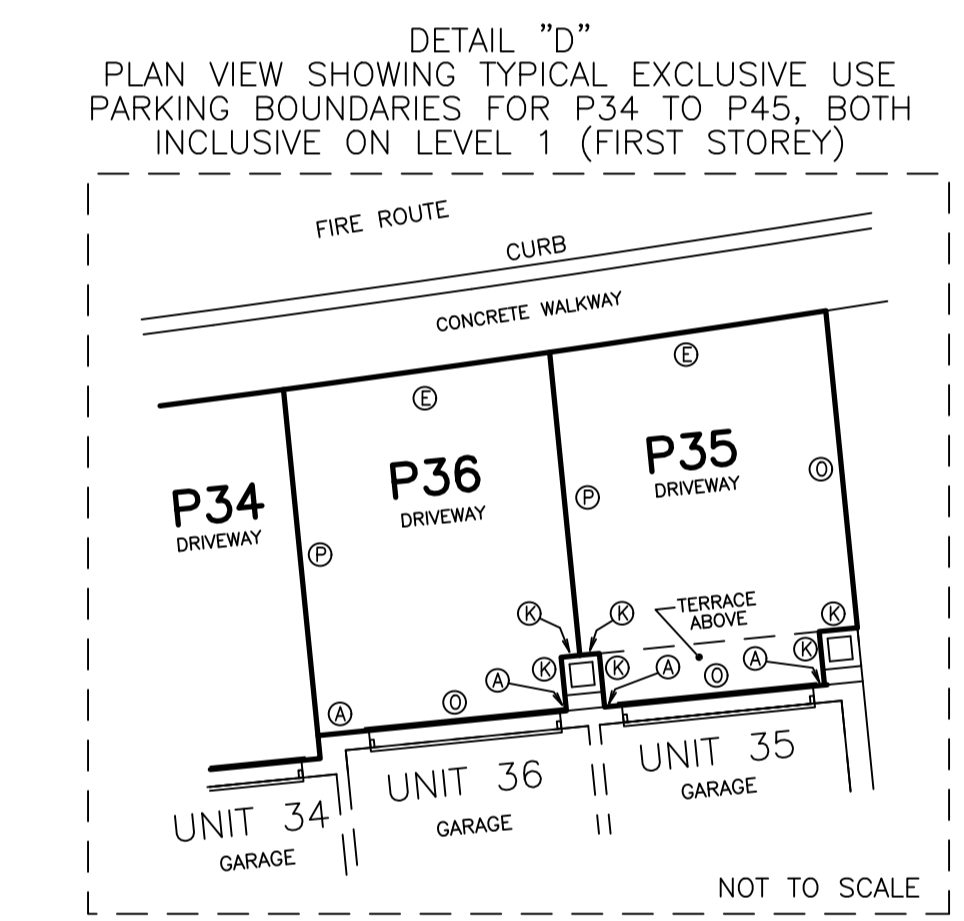 DETAIL "D"
PLAN VIEW SHOWING TYPICAL EXCLUSIVE USE
PARKING BOUNDARIES FOR P34 TO P45, BOTH
INCLUSIVE ON LEVEL 1 (FIRST STOREY)
FIRE ROUTE
CURB
CONCRETE WALKWAY
E
E
P34
DRIVEWAY
P36
DRIVEWAY
P35
DRIVEWAY
O
P
P
K
K
TERRACE
ABOVE
K
K
K
K
A
A
A
A
O
O
UNIT 34
GARAGE
UNIT 36
GARAGE
UNIT 35
GARAGE
NOT TO SCALE